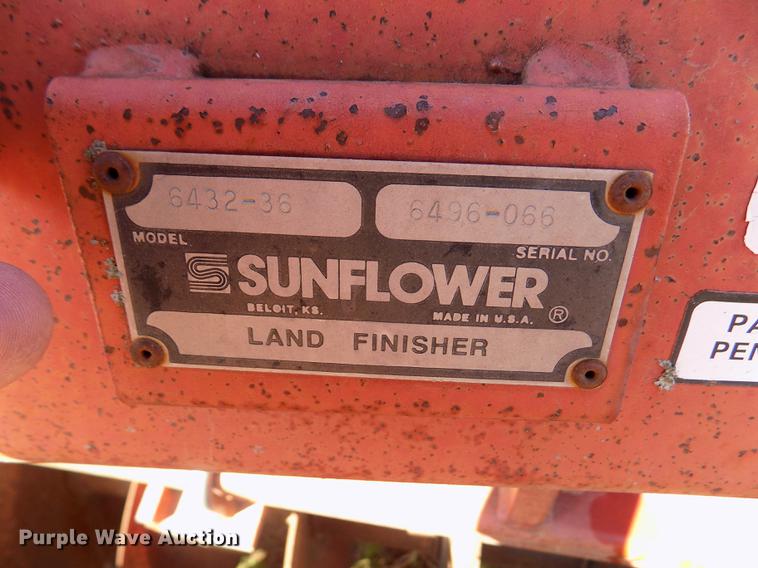 6432-36 6496-066
MODEL SERIAL NO.
SUNFLOWER ®
BELOIT, KS. MADE IN U.S.A.
LAND FINISHER
PA
PEN
Purple Wave Auction